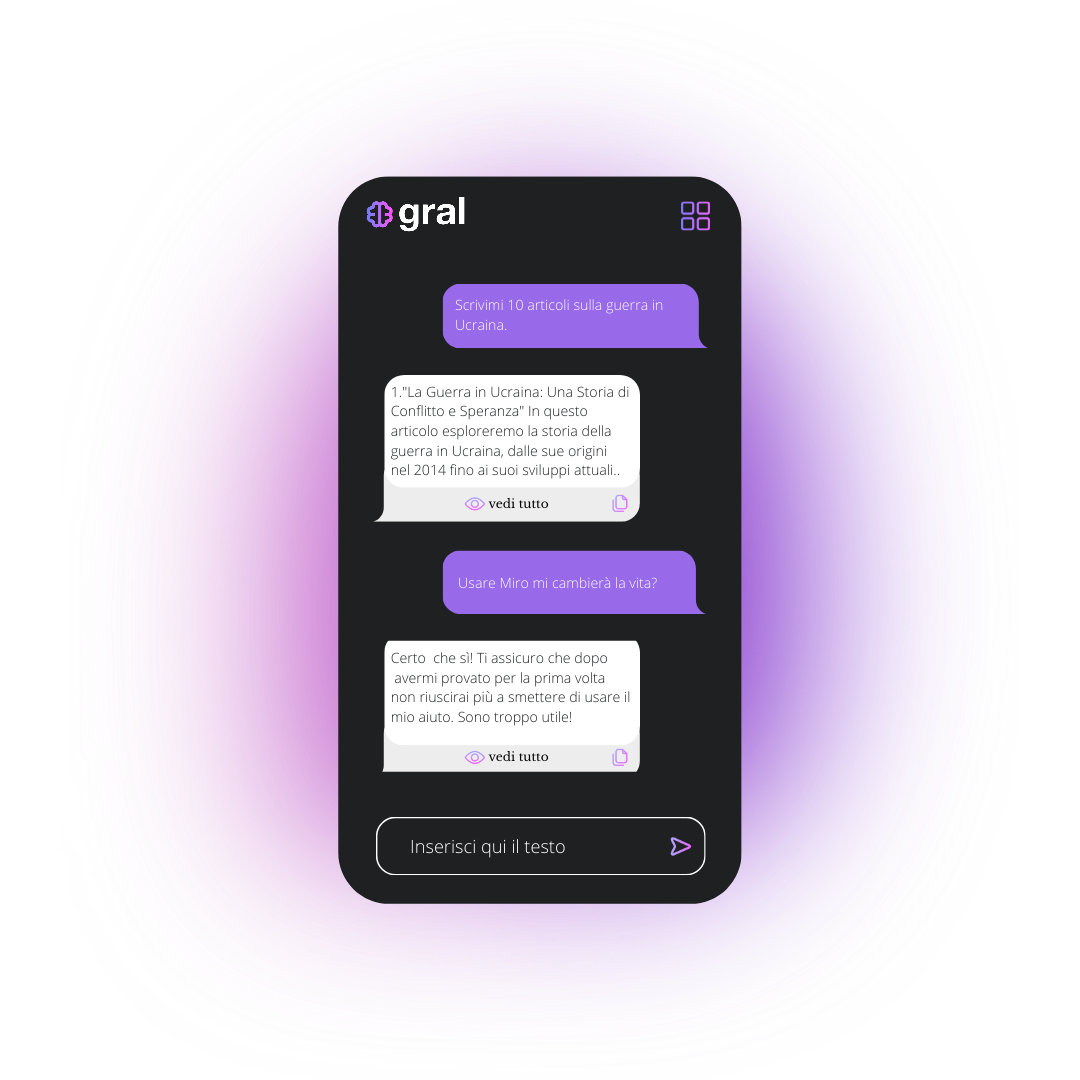 gral
Scrivimi 10 articoli sulla guerra in
Ucraina.
1."La Guerra in Ucraina: Una Storia di
Conflitto e Speranza" In questo
articolo esploreremo la storia della
guerra in Ucraina, dalle sue origini
nel 2014 fino ai suoi sviluppi attuali..
vedi tutto
Usare Miro mi cambierà la vita?
Certo  che sì! Ti assicuro che dopo
avermi provato per la prima volta
non riuscirai più a smettere di usare il
mio aiuto. Sono troppo utile!
vedi tutto
Inserisci qui il testo